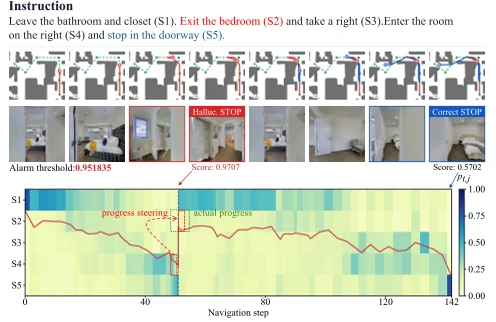 Instruction
Leave the bathroom and closet (S1). Exit the bedroom (S2) and take a right (S3).Enter the room
on the right (S4) and stop in the doorway (S5).
Halluc. STOP
Correct STOP
Alarm threshold:0.951835
Score: 0.9707
Score: 0.5702
p_{t,j}
S1
S2
S3
S4
S5
progress steering
actual progress
1.00
0.75
0.50
0.25
0.00
0
40
80
120
142
Navigation step